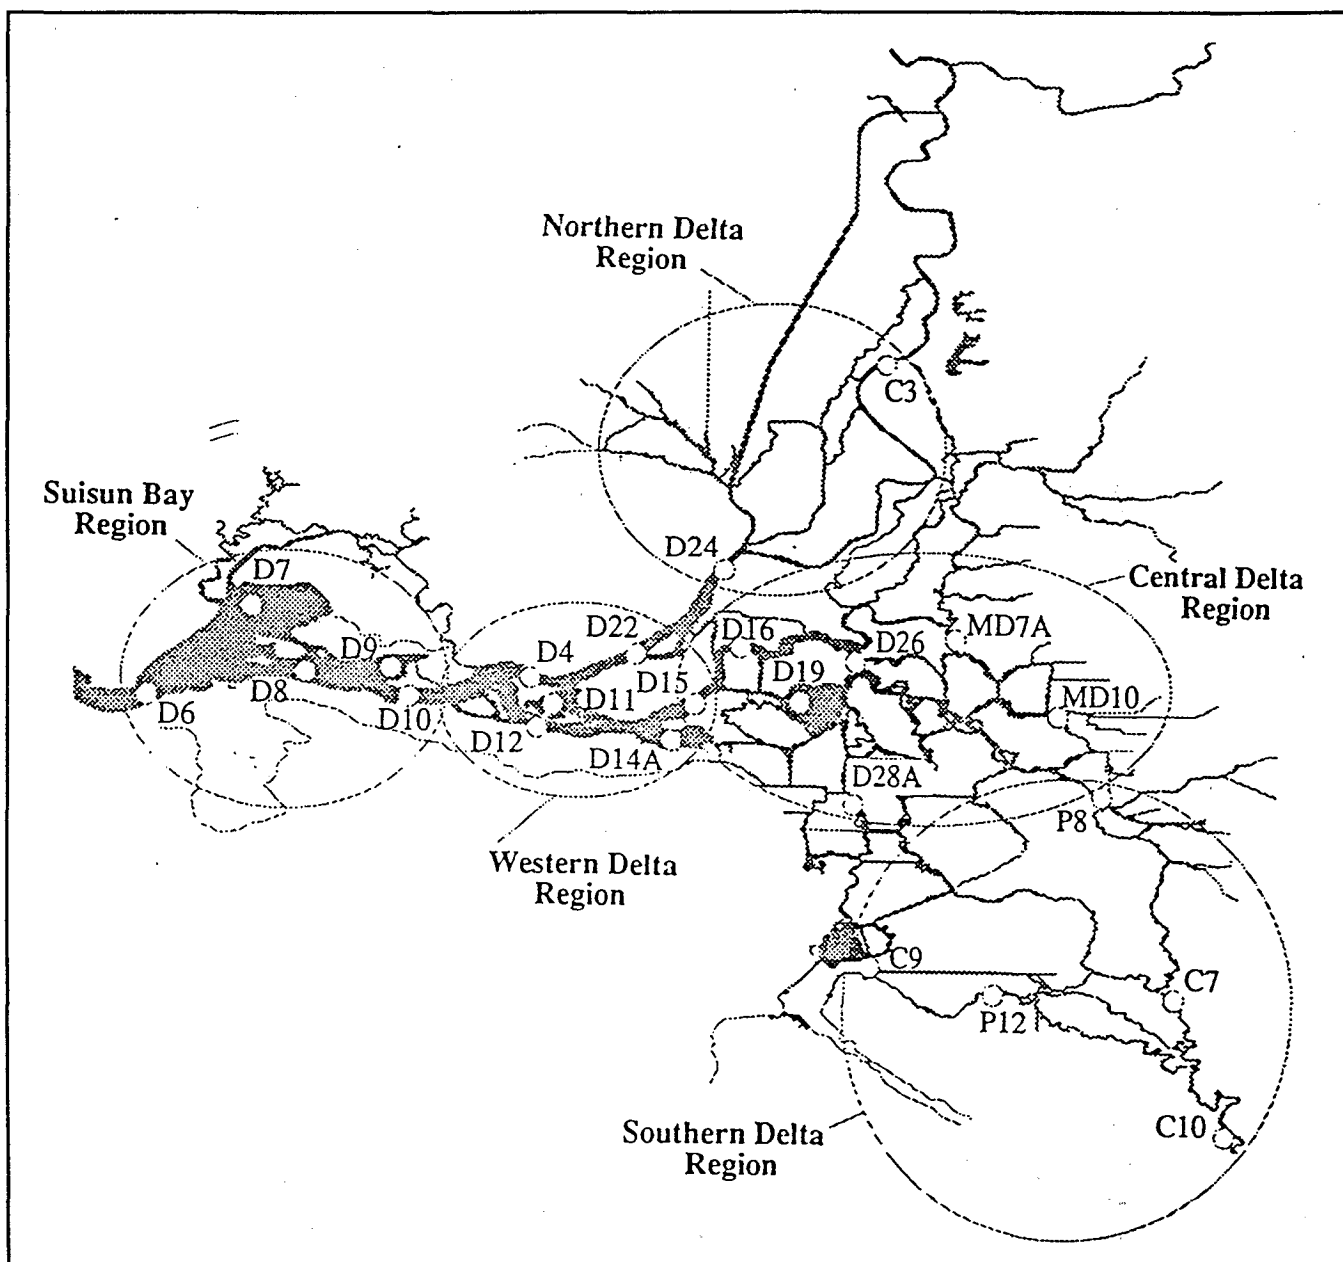 Northern Delta
Region
C3
Suisun Bay
Region
D24
D7
Central Delta
Region
D22
D16
MD7A
D9
D4
D26
D8
D11
D15
D19
D6
D10
MD10
D12
D14A
D28A
P8
Western Delta
Region
C9
C7
P12
Southern Delta
Region
C10